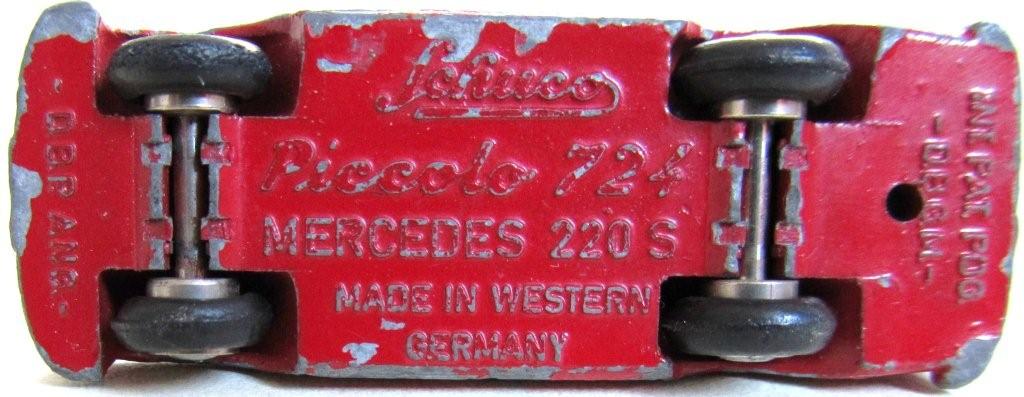 Schuco
Piccolo 724
MERCEDES 220 S
MADE IN WESTERN
GERMANY
- DBP ANG. -
INT PAT PDG
- DBGM. -